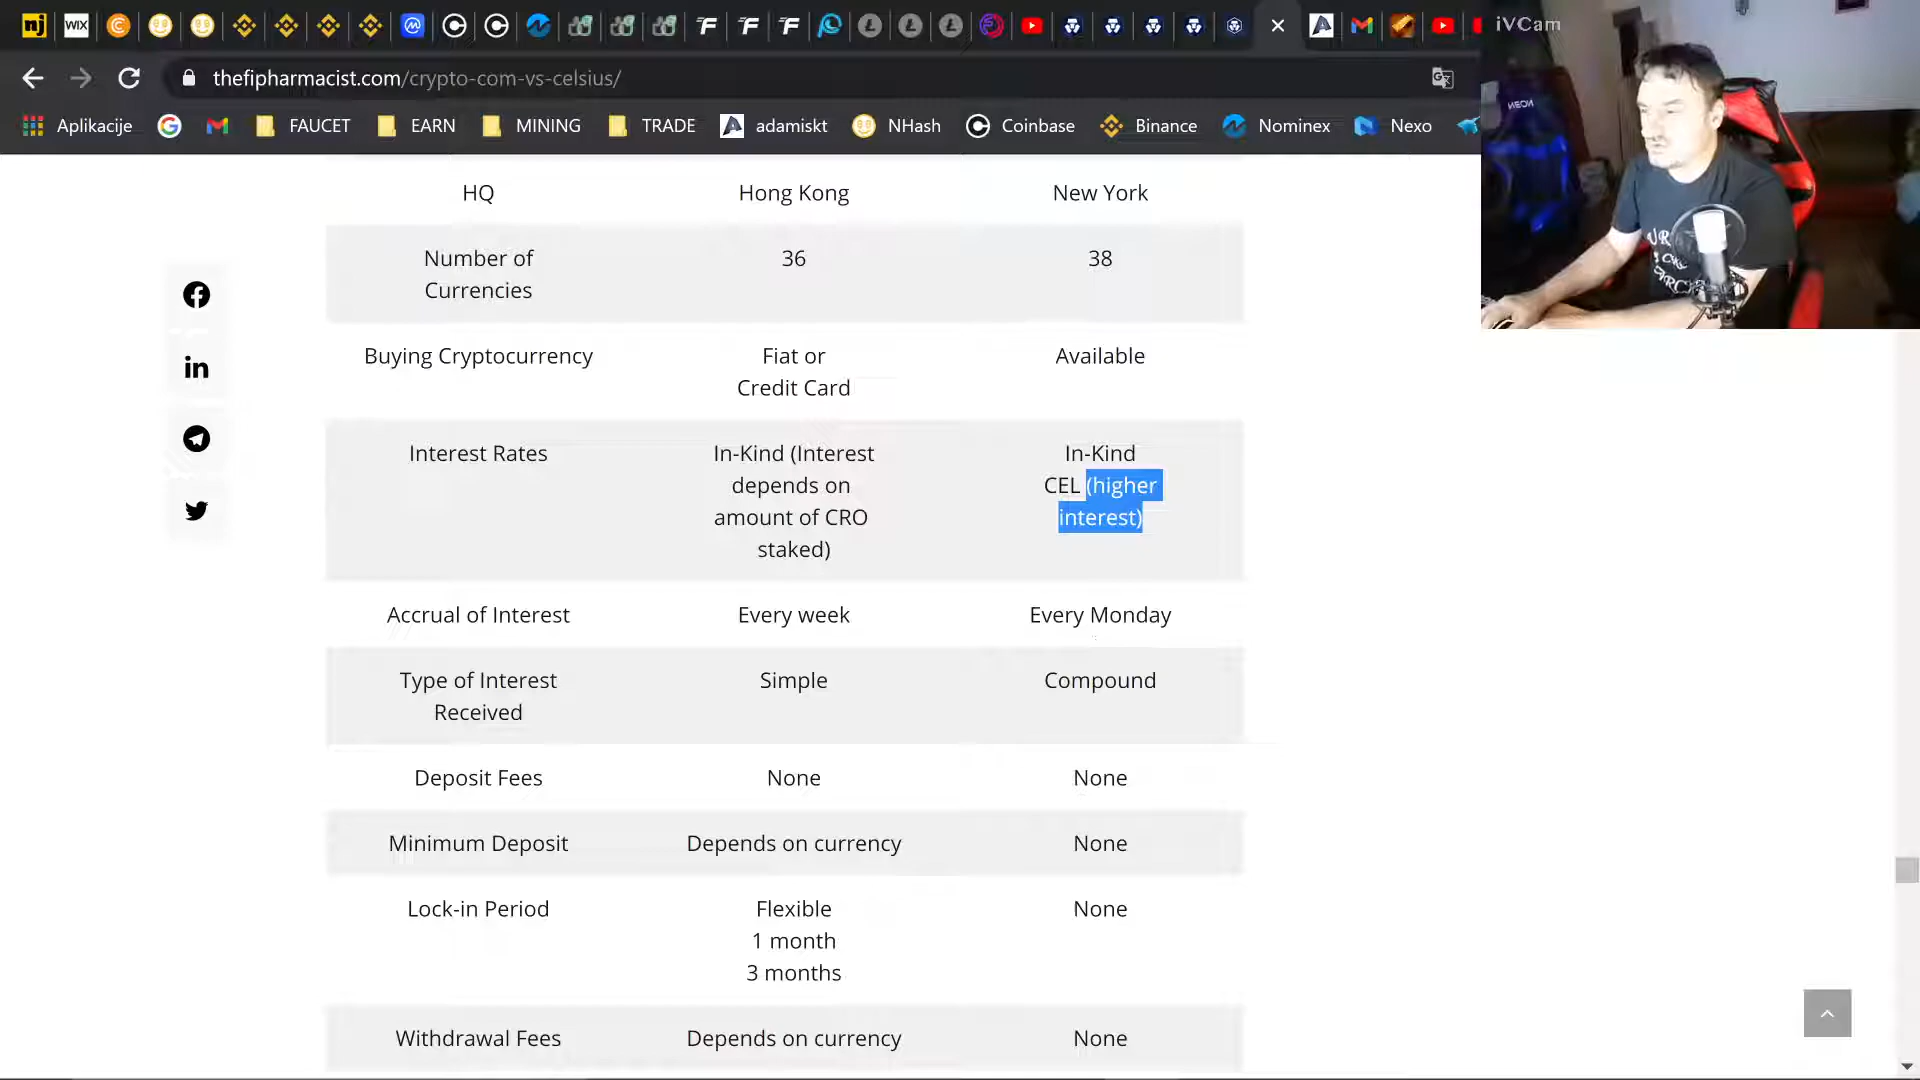 iVCam
thefipharmacist.com/crypto-com-vs-celsius/
Aplikacije FAUCET EARN MINING TRADE adamiskt NHash Coinbase Binance Nominex Nexo
HQ Hong Kong New York
Number of 36 38
Currencies
Buying Cryptocurrency Fiat or Available
Credit Card
Interest Rates In-Kind (Interest In-Kind
depends on CEL (higher
amount of CRO interest)
staked)
Accrual of Interest Every week Every Monday
Type of Interest Simple Compound
Received
Deposit Fees None None
Minimum Deposit Depends on currency None
Lock-in Period Flexible None
1 month
3 months
Withdrawal Fees Depends on currency None